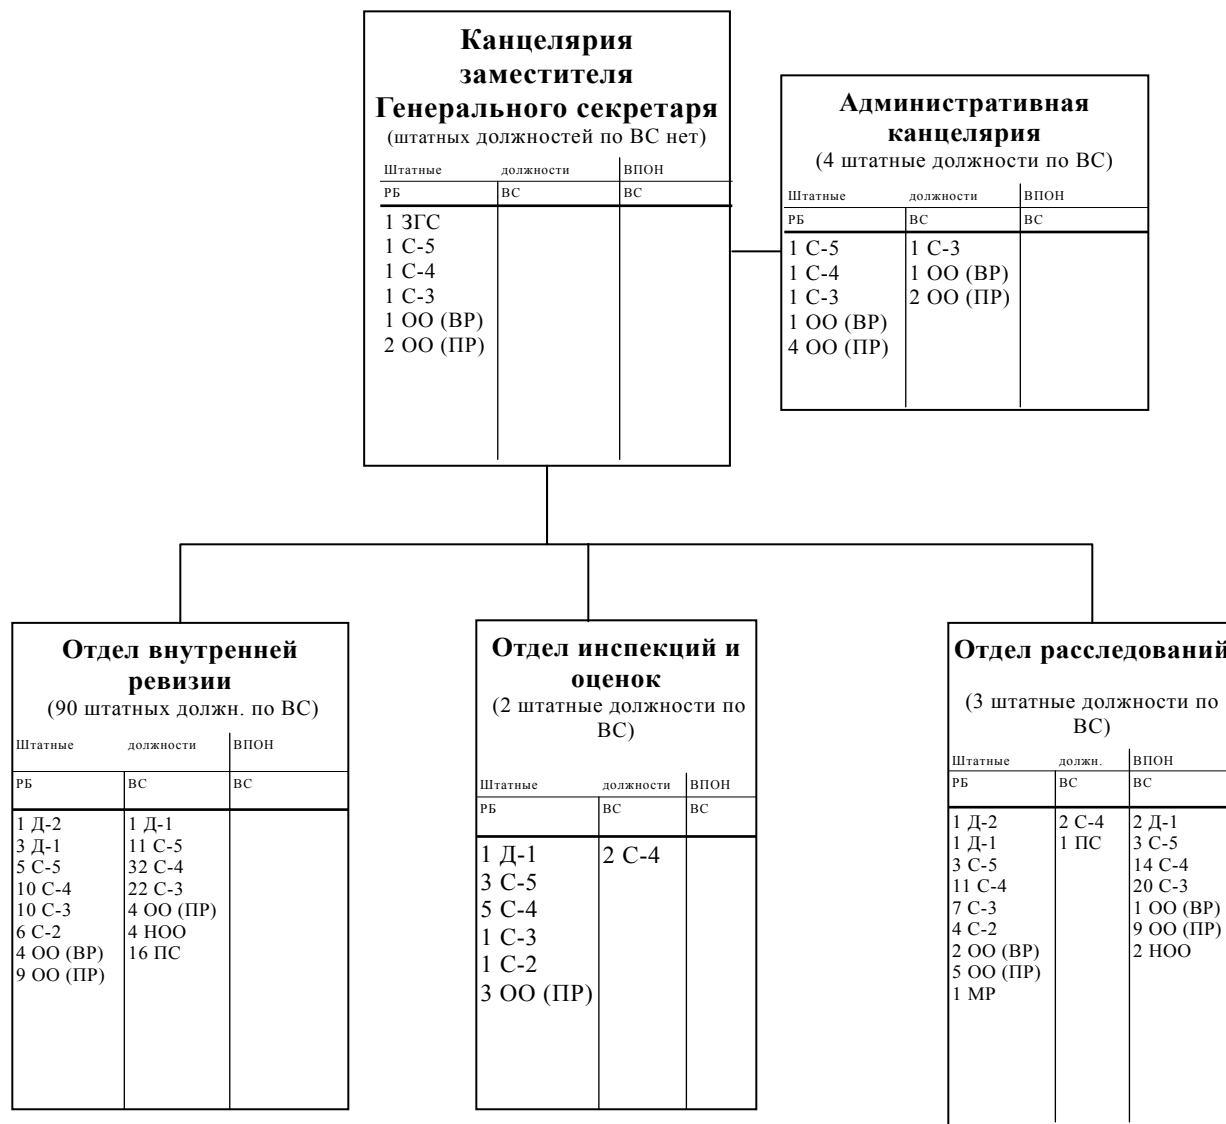 Канцелярия
заместителя
Генерального секретаря
(штатных должностей по ВС нет)
Штатные должности ВПОН
РБ ВС ВС
1 ЗГС
1 С-5
1 С-4
1 С-3
1 ОО (ВР)
2 ОО (ПР)
Административная
канцелярия
(4 штатные должности по ВС)
Штатные должности ВПОН
РБ ВС ВС
1 С-5 1 С-3
1 С-4 1 ОО (ВР)
1 С-3 2 ОО (ПР)
1 ОО (ВР)
4 ОО (ПР)
Отдел внутренней
ревизии
(90 штатных должн. по ВС)
Штатные должности ВПОН
РБ ВС ВС
1 Д-2 1 Д-1
3 Д-1 11 С-5
5 С-5 32 С-4
10 С-4 22 С-3
10 С-3 4 ОО (ПР)
6 С-2 4 НОО
4 ОО (ВР) 16 ПС
9 ОО (ПР)
Отдел инспекций и
оценок
(2 штатные должности по
ВС)
Штатные должности ВПОН
РБ ВС ВС
1 Д-1 2 С-4
3 С-5
5 С-4
1 С-3
1 С-2
3 ОО (ПР)
Отдел расследований
(3 штатные должности по
ВС)
Штатные должн. ВПОН
РБ ВС ВС
1 Д-2 2 С-4 2 Д-1
1 Д-1 1 ПС 3 С-5
3 С-5 14 С-4
11 С-4 20 С-3
7 С-3 1 ОО (ВР)
4 С-2 9 ОО (ПР)
2 ОО (ВР) 2 НОО
5 ОО (ПР)
1 МР